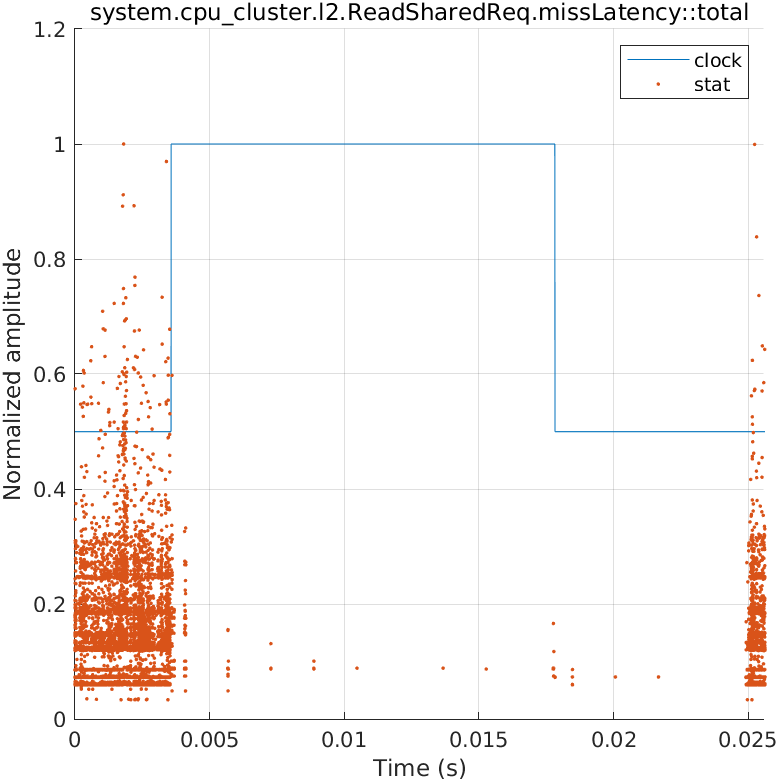 system.cpu_cluster.l2.ReadSharedReq.missLatency::total
1.2
1
0.8
0.6
0.4
0.2
0
Normalized amplitude
clock
stat
0 0.005 0.01 0.015 0.02 0.025
Time (s)